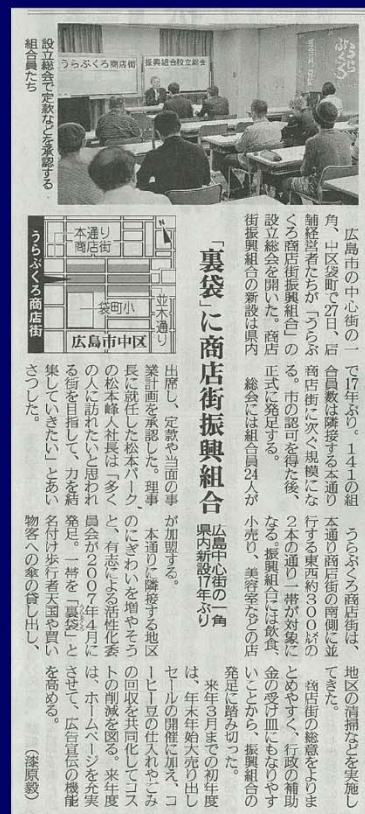 うらぶくろ商店街
振興組合設立総会
うらぶくろ
設立総会で定款などを承認する
組合員たち
「裏袋」に商店街振興組合
広島中心街の一角
県内新設17年ぶり
本通り
商店街
袋町小
並木通り
広島市中区
うらぶくろ商店街
N
広島市の中心街の一
角、中区袋町で27日、店
舗経営者たちが「うらぶ
くろ商店街振興組合」の
設立総会を開いた。商店
街振興組合の新設は県内
で17年ぶり。141の組
合員数は隣接する本通り
商店街に次ぐ規模にな
る。市の認可を得た後、
正式に発足する。
総会には組合員24人が
出席し、定款や当面の事
業計画を承認した。理事
長に就任した松本パーク
の松本峰人社長は「多く
の人に訪れたいと思われ
る街を目指して、力を結
集していきたい」とあい
さつした。
うらぶくろ商店街は、
本通り商店街の南側に並
行する東西約300㍍の
2本の通り一帯が対象に
なる。振興組合には飲食、
小売り、美容室などの店
が加盟する。
本通りに隣接する地区
のにぎわいを増やそう
と、有志による活性化委
員会が2007年4月に
発足。一帯を「裏袋」と
名付け歩行者天国や買い
物客への傘の貸し出し、
地区の清掃などを実施し
てきた。
商店街の総意をよりま
とめやすく、行政の補助
金の受け皿にもなりやす
いことから、振興組合の
発足に踏み切った。
来年3月までの初年度
は、年末年始大売り出し
セールの開催に加え、コ
ーヒー豆の仕入れやごみ
の回収を共同化してコス
トの削減を図る。来年度
は、ホームページを充実
させて、広告宣伝の機能
を高める。
(漆原毅)